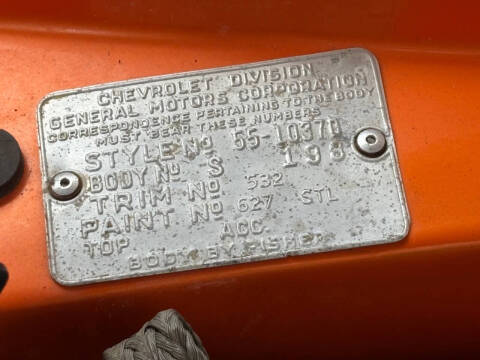 CHEVROLET DIVISION
GENERAL MOTORS CORPORATION
CORRESPONDENCE PERTAINING TO THE BODY
MUST BEAR THESE NUMBERS
STYLE No 55-1037D
BODY No S 198
TRIM No 532
PAINT No 627 STL
TOP ACC.
BODY BY FISHER